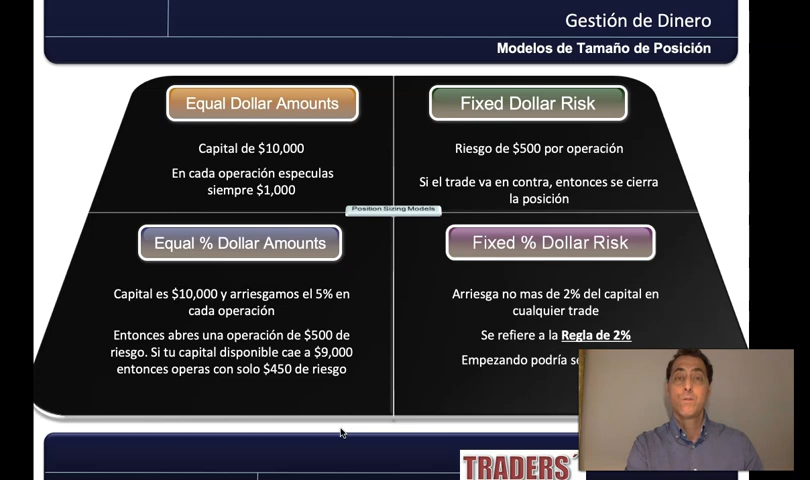 Gestión de Dinero
Modelos de Tamaño de Posición
Equal Dollar Amounts
Capital de $10,000
En cada operación especulas
siempre $1,000
Fixed Dollar Risk
Riesgo de $500 por operación
Si el trade va en contra, entonces se cierra
la posición
Position Sizing Models
Equal % Dollar Amounts
Capital es $10,000 y arriesgamos el 5% en
cada operación
Entonces abres una operación de $500 de
riesgo. Si tu capital disponible cae a $9,000
entonces operas con solo $450 de riesgo
Fixed % Dollar Risk
Arriesga no mas de 2% del capital en
cualquier trade
Se refiere a la Regla de 2%
Empezando podría
TRADERS